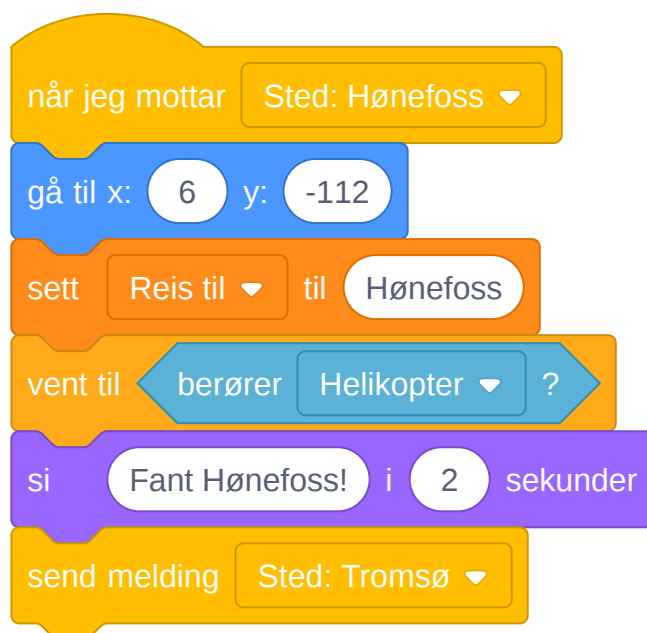 når jeg mottar Sted: Hønefoss
gå til x: 6 y: -112
sett Reis til til Hønefoss
vent til berører Helikopter ?
si Fant Hønefoss! i 2 sekunder
send melding Sted: Tromsø